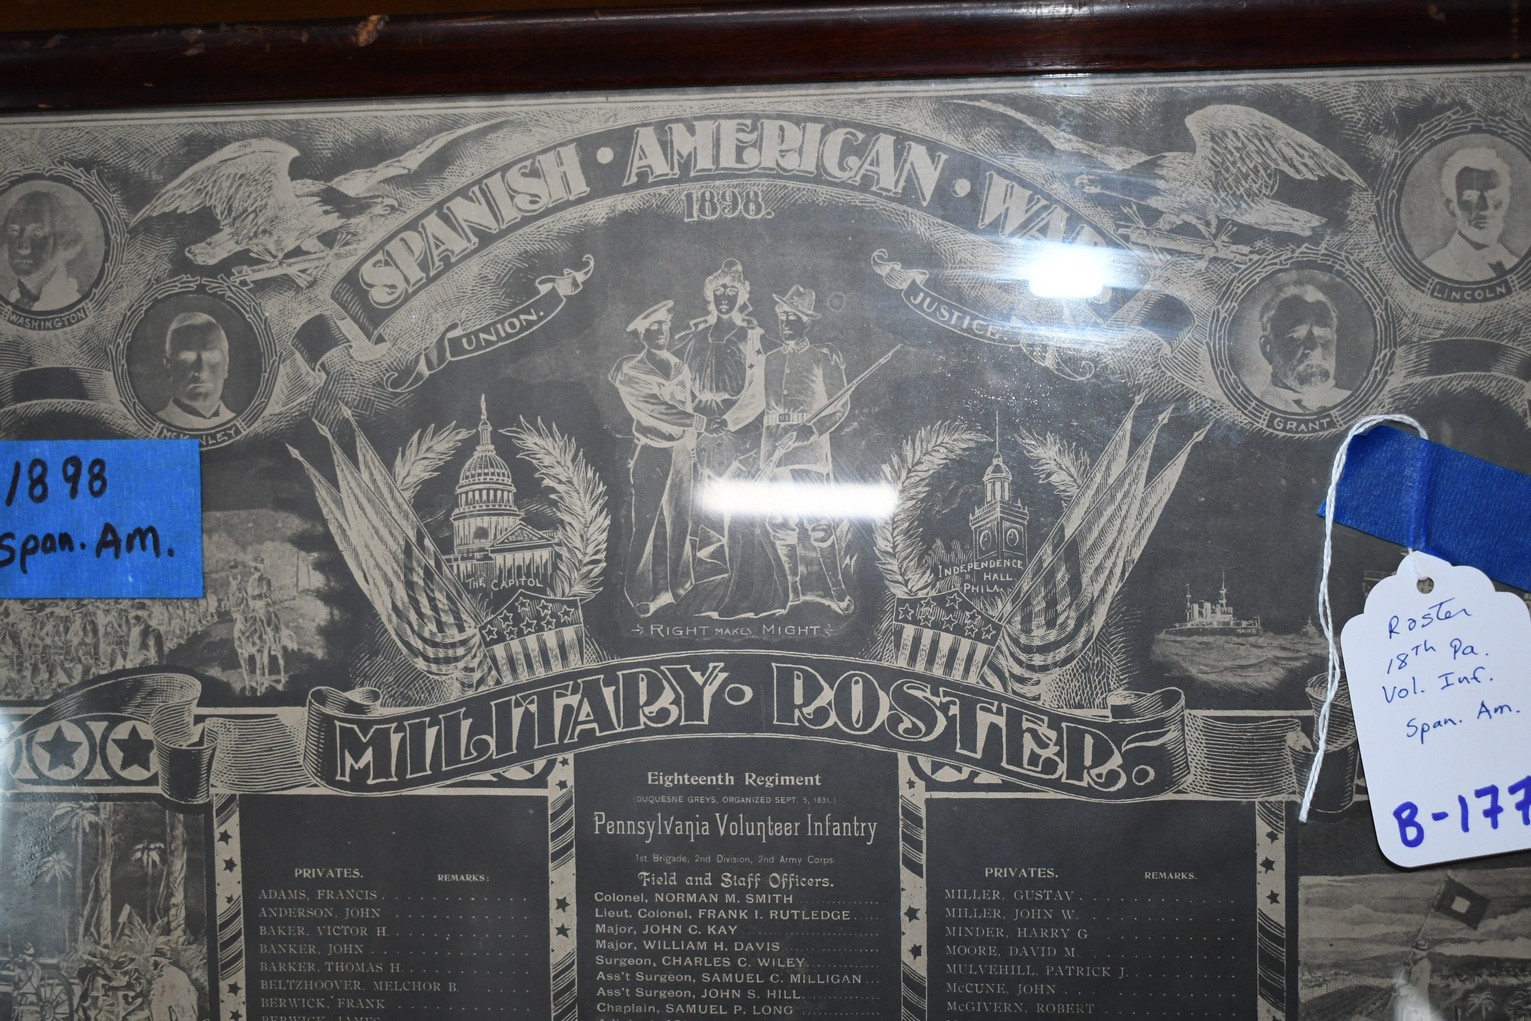 SPANISH • AMERICAN • WAR
1898.
UNION.
JUSTICE.
WASHINGTON
McKINLEY
LINCOLN
GRANT
1898
Span. Am.
THE CAPITOL
INDEPENDENCE
HALL
PHILA.
MAINE
→ RIGHT MAKES MIGHT
MILITARY • ROSTER.
Roster
18th Pa.
Vol. Inf.
Span. Am.
B-177
Eighteenth Regiment
(DUQUESNE GREYS, ORGANIZED SEPT. 5, 1831.)
Pennsylvania Volunteer Infantry
1st Brigade, 2nd Division, 2nd Army Corps.
Field and Staff Officers.
Colonel, NORMAN M. SMITH
Lieut. Colonel, FRANK I. RUTLEDGE
Major, JOHN C. KAY
Major, WILLIAM H. DAVIS
Surgeon, CHARLES C. WILEY
Ass't Surgeon, SAMUEL C. MILLIGAN
Ass't Surgeon, JOHN S. HILL
Chaplain, SAMUEL P. LONG
PRIVATES. REMARKS:
ADAMS, FRANCIS
ANDERSON, JOHN
BAKER, VICTOR H.
BANKER, JOHN
BARKER, THOMAS H.
BELTZHOOVER, MELCHOR B.
BERWICK, FRANK
BERWICK, JAMES
PRIVATES. REMARKS.
MILLER, GUSTAV
MILLER, JOHN W.
MINDER, HARRY G
MOORE, DAVID M.
MULVEHILL, PATRICK J.
McCUNE, JOHN
McGIVERN, ROBERT